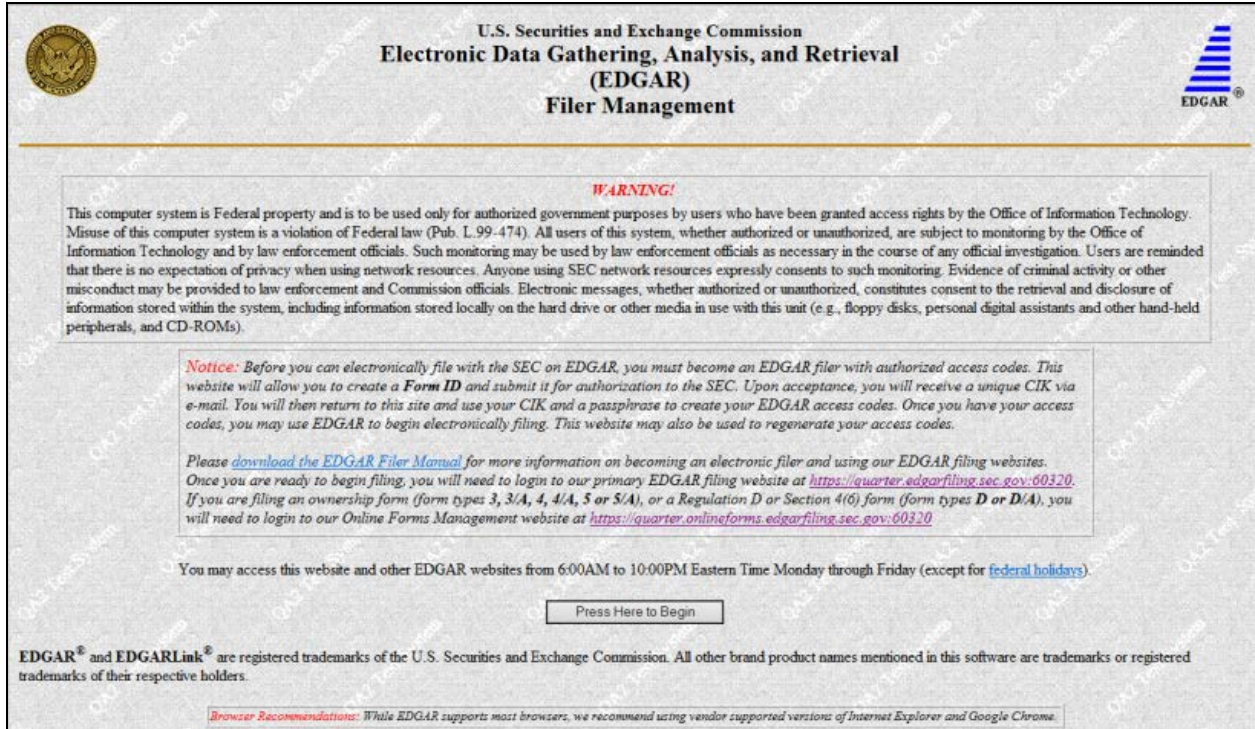 U.S. Securities and Exchange Commission
Electronic Data Gathering, Analysis, and Retrieval
(EDGAR)
Filer Management
EDGAR ®
WARNING!
This computer system is Federal property and is to be used only for authorized government purposes by users who have been granted access rights by the Office of Information Technology.
Misuse of this computer system is a violation of Federal law (Pub. L.99-474). All users of this system, whether authorized or unauthorized, are subject to monitoring by the Office of
Information Technology and by law enforcement officials. Such monitoring may be used by law enforcement officials as necessary in the course of any official investigation. Users are reminded
that there is no expectation of privacy when using network resources. Anyone using SEC network resources expressly consents to such monitoring. Evidence of criminal activity or other
misconduct may be provided to law enforcement and Commission officials. Electronic messages, whether authorized or unauthorized, constitutes consent to the retrieval and disclosure of
information stored within the system, including information stored locally on the hard drive or other media in use with this unit (e.g., floppy disks, personal digital assistants and other hand-held
peripherals, and CD-ROMs).
Notice: Before you can electronically file with the SEC on EDGAR, you must become an EDGAR filer with authorized access codes. This
website will allow you to create a Form ID and submit it for authorization to the SEC. Upon acceptance, you will receive a unique CIK via
e-mail. You will then return to this site and use your CIK and a passphrase to create your EDGAR access codes. Once you have your access
codes, you may use EDGAR to begin electronically filing. This website may also be used to regenerate your access codes.
Please download the EDGAR Filer Manual for more information on becoming an electronic filer and using our EDGAR filing websites.
Once you are ready to begin filing, you will need to login to our primary EDGAR filing website at https://quarter.edgarfiling.sec.gov:60320.
If you are filing an ownership form (form types 3, 3/A, 4, 4/A, 5 or 5/A), or a Regulation D or Section 4(6) form (form types D or D/A), you
will need to login to our Online Forms Management website at https://quarter.onlineforms.edgarfiling.sec.gov:60320
You may access this website and other EDGAR websites from 6:00AM to 10:00PM Eastern Time Monday through Friday (except for federal holidays).
Press Here to Begin
EDGAR® and EDGARLink® are registered trademarks of the U.S. Securities and Exchange Commission. All other brand product names mentioned in this software are trademarks or registered
trademarks of their respective holders.
Browser Recommendations: While EDGAR supports most browsers, we recommend using vendor supported versions of Internet Explorer and Google Chrome.
QA2 Test System